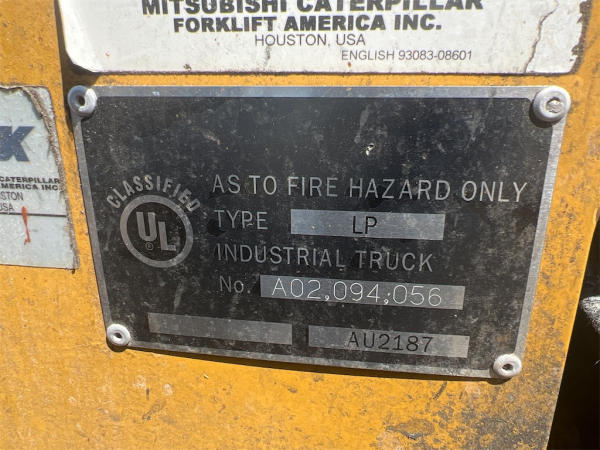 MITSUBISHI CATERPILLAR
FORKLIFT AMERICA INC.
HOUSTON, USA
ENGLISH 93083-08601
K
CATERPILLAR
AMERICA INC.
STON
USA
CLASSIFIED
UL
®
AS TO FIRE HAZARD ONLY
TYPE LP
INDUSTRIAL TRUCK
No. A02,094,056
AU2187